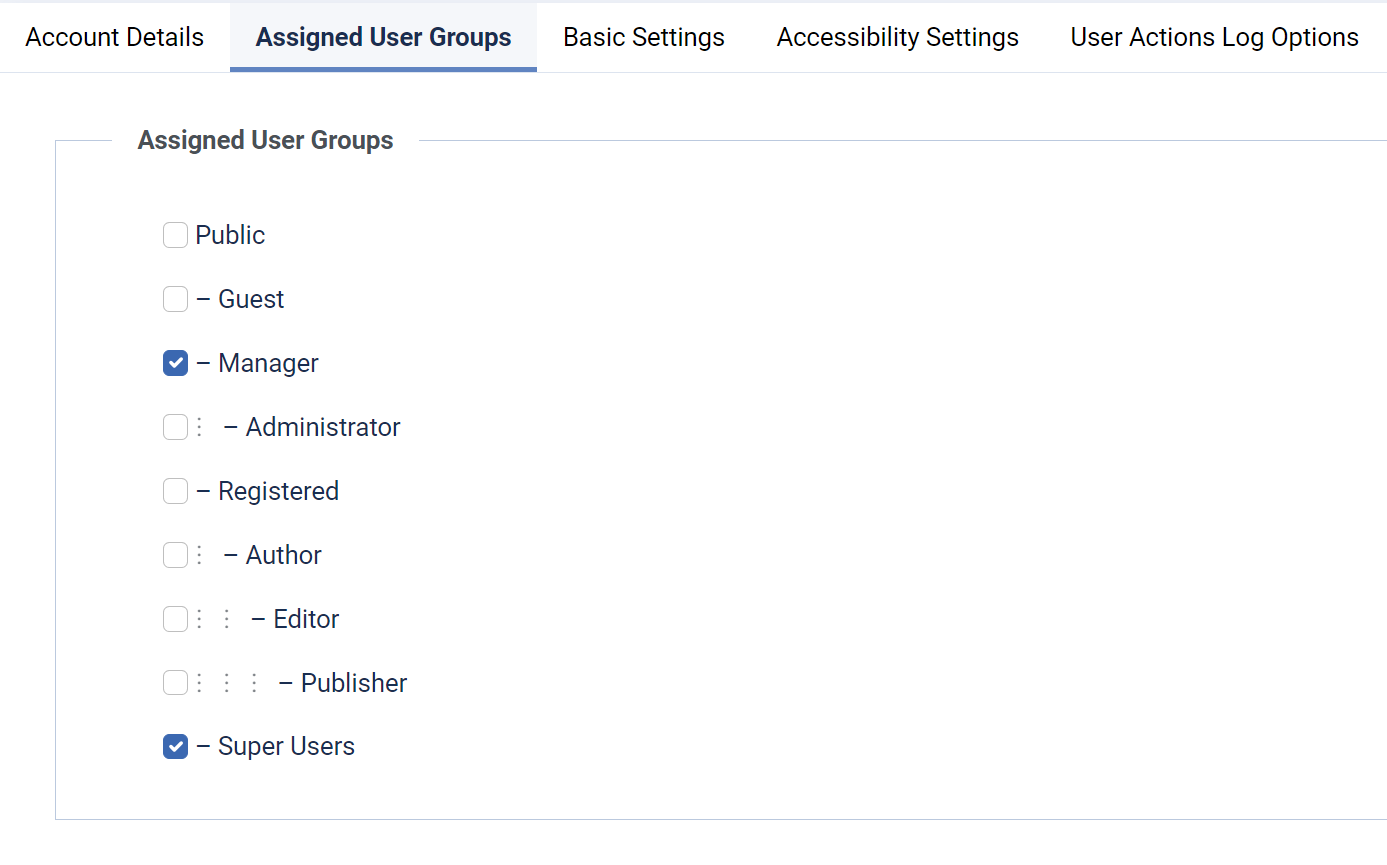 Account Details Assigned User Groups Basic Settings Accessibility Settings User Actions Log Options
Assigned User Groups
Public
– Guest
– Manager
⋮ – Administrator
– Registered
⋮ – Author
⋮ ⋮ – Editor
⋮ ⋮ ⋮ – Publisher
– Super Users